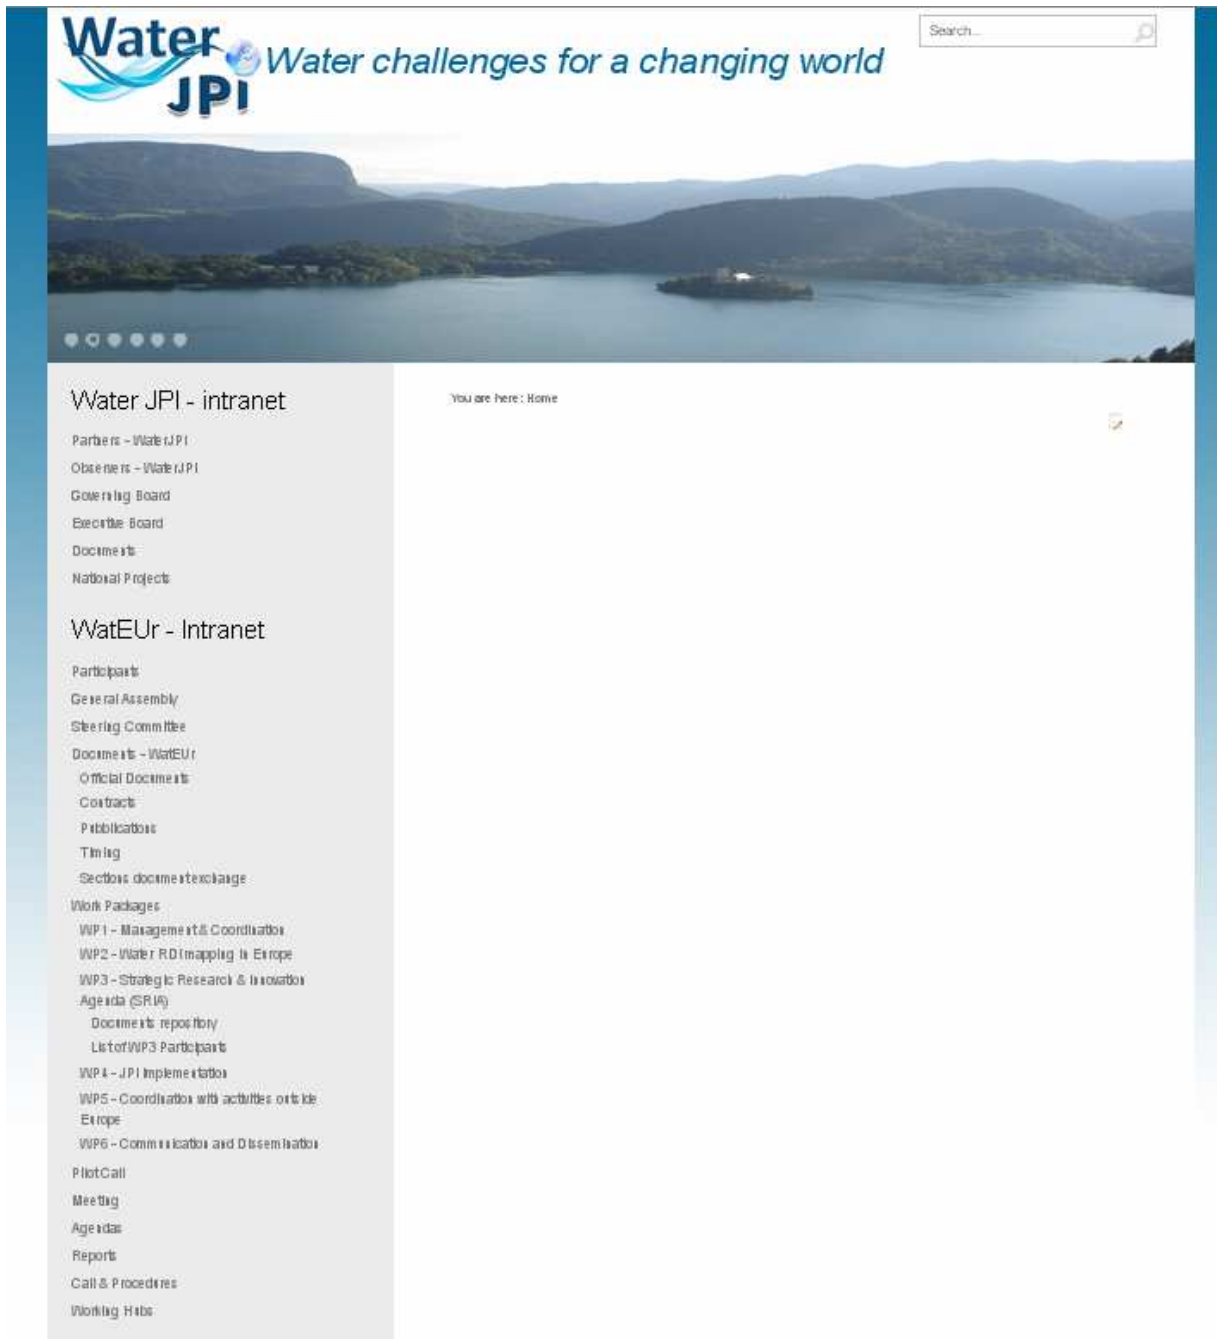 Water
JPI
Water challenges for a changing world
Search...
Water JPI - intranet
You are here: Home
Partners - WaterJPI
Observers - WaterJPI
Governing Board
Executive Board
Documents
National Projects
WatEUr - Intranet
Participants
General Assembly
Steering Committee
Documents - WatEUr
Official Documents
Contracts
Pubblications
Timing
Sections document exchange
Work Packages
WP1 - Management & Coordination
WP2 - Water RDI mapping in Europe
WP3 - Strategic Research & Innovation
Agenda (SRIA)
Documents repository
List of WP3 Participants
WP4 - JPI Implementation
WP5 - Coordination with activities outside
Europe
WP6 - Communication and Dissemination
Pilot Call
Meeting
Agendas
Reports
Call & Procedures
Working Hubs